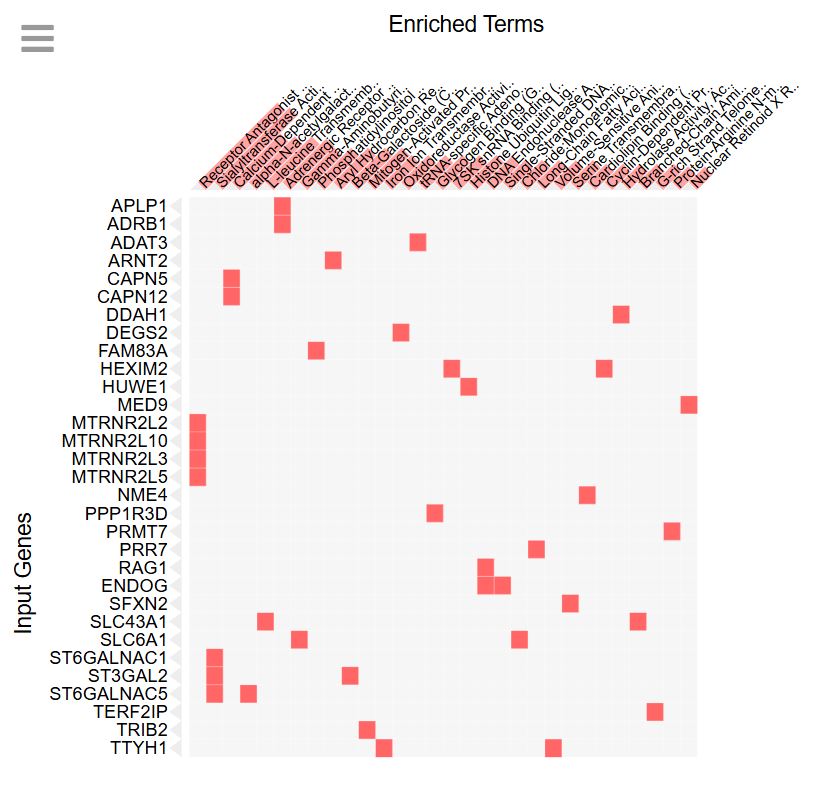 Enriched Terms
Receptor Antagonist ..
Sialyltransferase Acti..
Calcium-Dependent ..
alpha-N-acetylgalact..
L-leucine Transmemb..
Adrenergic Receptor ..
Gamma-Aminobutyri..
Phosphatidylinositol ..
Aryl Hydrocarbon Re..
Beta-Galactoside (C..
Mitogen-Activated Pr..
Iron Ion Transmembr..
Oxidoreductase Activi..
tRNA-specific Adeno..
Glycogen Binding (G..
7SK snRNA Binding (..
Histone Ubiquitin Lig..
DNA Endonuclease A..
Single-Stranded DNA..
Chloride Monoatomic..
Long-Chain Fatty Acyl..
Volume-Sensitive Ani..
Serine Transmembra..
Cardiolipin Binding (..
Cyclin-Dependent Pr..
Hydrolase Activity, Ac..
Branched-Chain Ami..
G-rich Strand Telome..
Protein-Arginine N-m..
Nuclear Retinoid X R..
Input Genes
APLP1
ADRB1
ADAT3
ARNT2
CAPN5
CAPN12
DDAH1
DEGS2
FAM83A
HEXIM2
HUWE1
MED9
MTRNR2L2
MTRNR2L10
MTRNR2L3
MTRNR2L5
NME4
PPP1R3D
PRMT7
PRR7
RAG1
ENDOG
SFXN2
SLC43A1
SLC6A1
ST6GALNAC1
ST3GAL2
ST6GALNAC5
TERF2IP
TRIB2
TTYH1